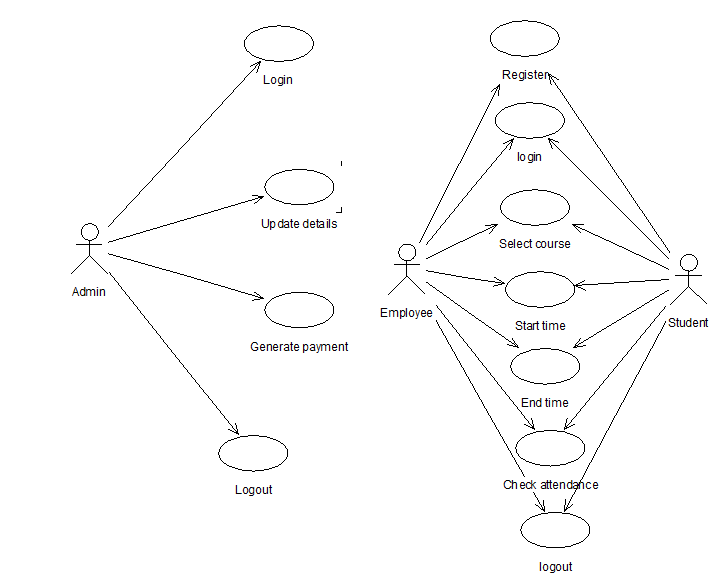 Login
Update details
Admin
Generate payment
Logout
Register
login
Select course
Employee
Start time
Student
End time
Check attendance
logout